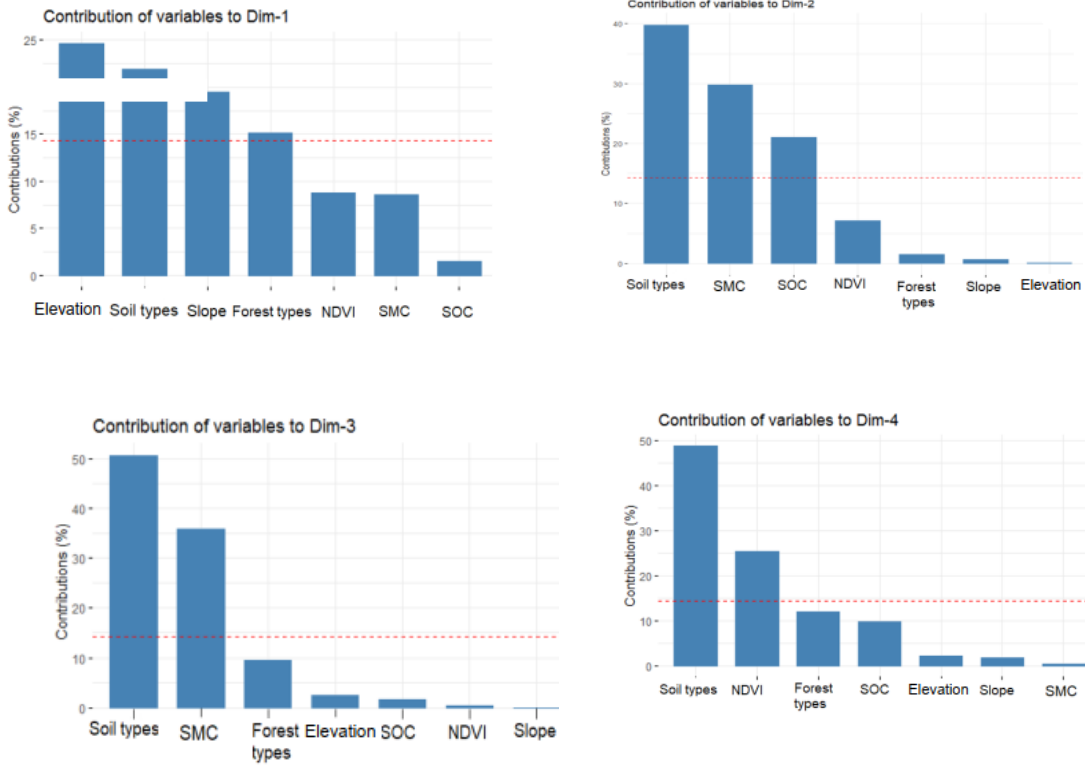 Contribution of variables to Dim-1
Contributions (%)
25
15
10
5
0
Elevation Soil types Slope Forest types NDVI SMC SOC
Contribution of variables to Dim-2
Contributions (%)
40
30
20
10
0
Soil types SMC SOC NDVI Forest Slope Elevation
types
Contribution of variables to Dim-3
Contributions (%)
50
40
30
20
10
0
Soil types SMC Forest Elevation SOC NDVI Slope
types
Contribution of variables to Dim-4
Contributions (%)
50
40
30
20
10
0
Soil types NDVI Forest SOC Elevation Slope SMC
types